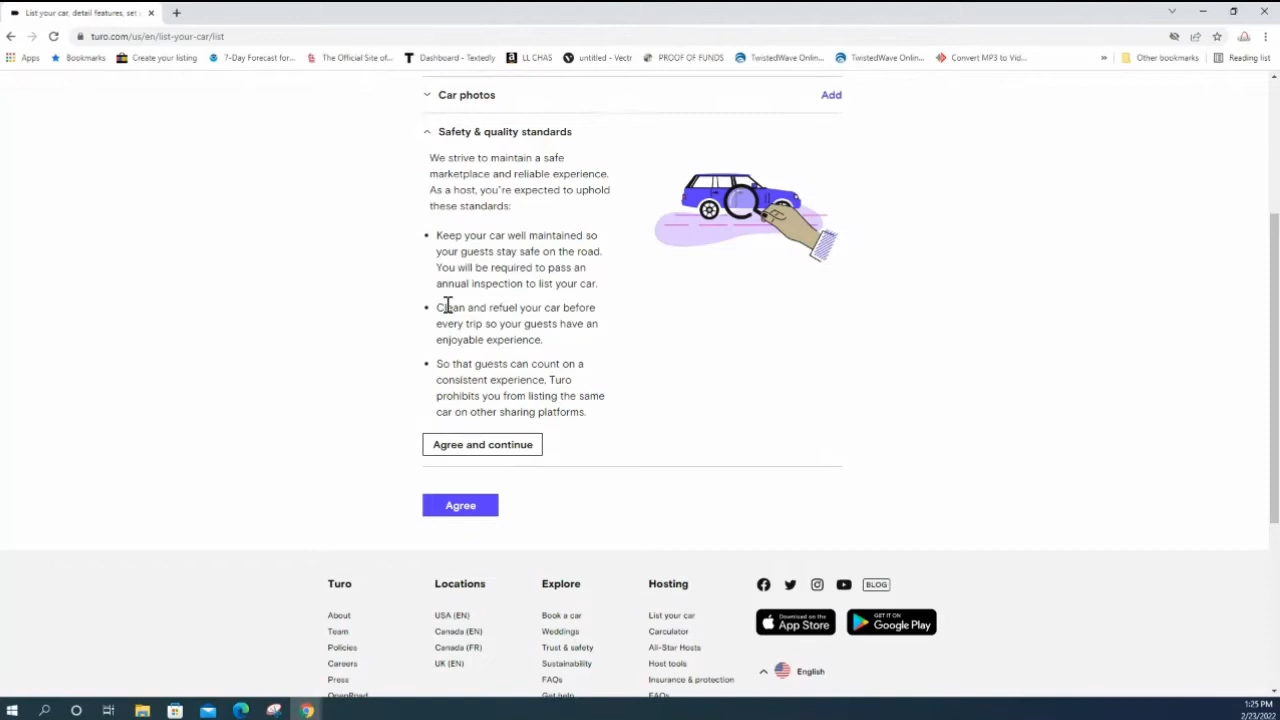 List your car, detail features, set
turo.com/us/en/list-your-car/list
Apps Bookmarks Create your listing 7-Day Forecast for... The Official Site of... Dashboard - Textedly LL CHAS untitled - Vectr PROOF OF FUNDS TwistedWave Onlin... TwistedWave Onlin... Convert MP3 to Vid... » Other bookmarks Reading list
Car photos Add
Safety & quality standards
We strive to maintain a safe
marketplace and reliable experience.
As a host, you're expected to uphold
these standards:
• Keep your car well maintained so
your guests stay safe on the road.
You will be required to pass an
annual inspection to list your car.
• Clean and refuel your car before
every trip so your guests have an
enjoyable experience.
• So that guests can count on a
consistent experience, Turo
prohibits you from listing the same
car on other sharing platforms.
Agree and continue
Agree
Turo Locations Explore Hosting BLOG
About USA (EN) Book a car List your car Download on the App Store GET IT ON Google Play
Team Canada (EN) Weddings Carculator
Policies Canada (FR) Trust & safety All-Star Hosts
Careers UK (EN) Sustainability Host tools English
Press FAQs Insurance & protection
OpenRoad Get help FAQs
1:25 PM
2/23/2022